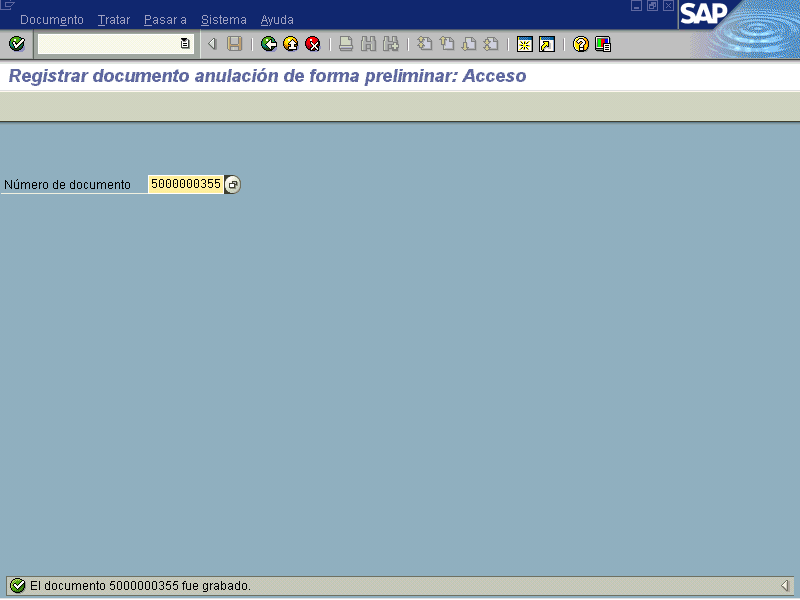 Documento Tratar Pasar a Sistema Ayuda
SAP
Registrar documento anulación de forma preliminar: Acceso
Número de documento 5000000355
El documento 5000000355 fue grabado.